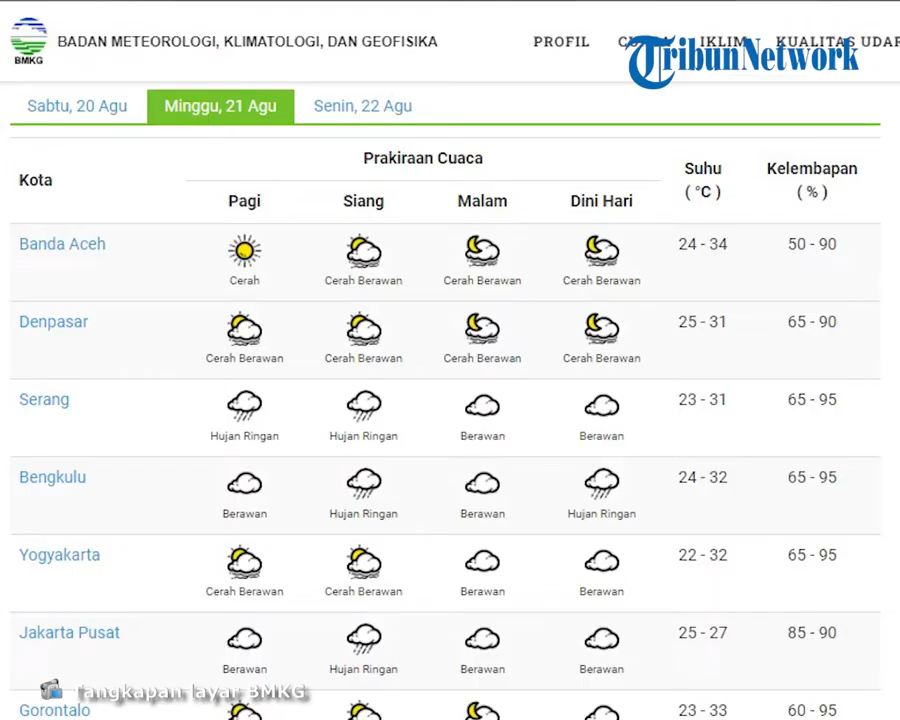 BMKG
BADAN METEOROLOGI, KLIMATOLOGI, DAN GEOFISIKA
PROFIL
IKLIM
KUALITAS UDAR
TribunNetwork
Sabtu, 20 Agu
Minggu, 21 Agu
Senin, 22 Agu
Kota
Prakiraan Cuaca
Suhu
( °C )
Kelembapan
( % )
Pagi
Siang
Malam
Dini Hari
Banda Aceh
Cerah
Cerah Berawan
Cerah Berawan
Cerah Berawan
24 - 34
50 - 90
Denpasar
Cerah Berawan
Cerah Berawan
Cerah Berawan
Cerah Berawan
25 - 31
65 - 90
Serang
Hujan Ringan
Hujan Ringan
Berawan
Berawan
23 - 31
65 - 95
Bengkulu
Berawan
Hujan Ringan
Berawan
Hujan Ringan
24 - 32
65 - 95
Yogyakarta
Cerah Berawan
Cerah Berawan
Berawan
Berawan
22 - 32
65 - 95
Jakarta Pusat
Berawan
Hujan Ringan
Berawan
Berawan
25 - 27
85 - 90
Tangkapan layar BMKG
Gorontalo
23 - 33
60 - 95